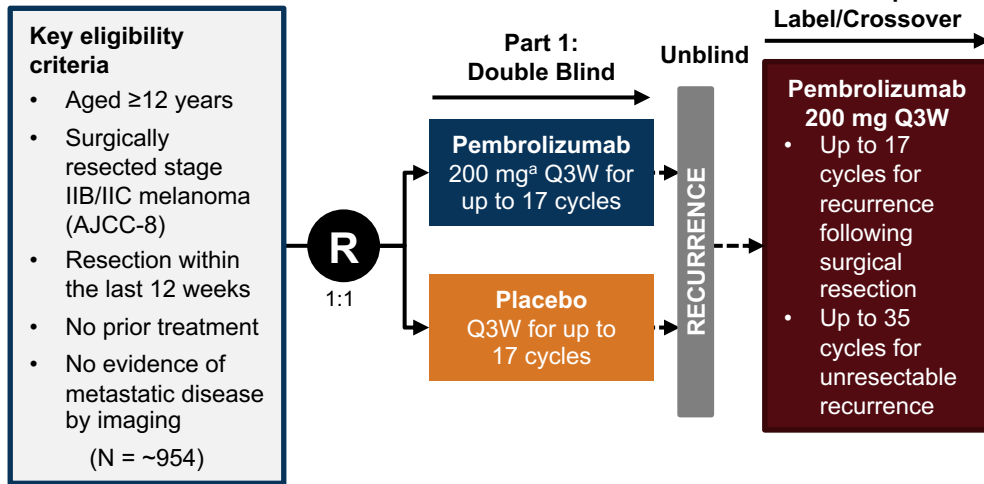 Key eligibility
criteria
• Aged ≥12 years
• Surgically
resected stage
IIB/IIC melanoma
(AJCC-8)
• Resection within
the last 12 weeks
• No prior treatment
• No evidence of
metastatic disease
by imaging
(N = ~954)
R
1:1
Part 1:
Double Blind
Pembrolizumab
200 mgᵃ Q3W for
up to 17 cycles
Placebo
Q3W for up to
17 cycles
Unblind
RECURRENCE
Label/Crossover
Pembrolizumab
200 mg Q3W
• Up to 17
cycles for
recurrence
following
surgical
resection
• Up to 35
cycles for
unresectable
recurrence